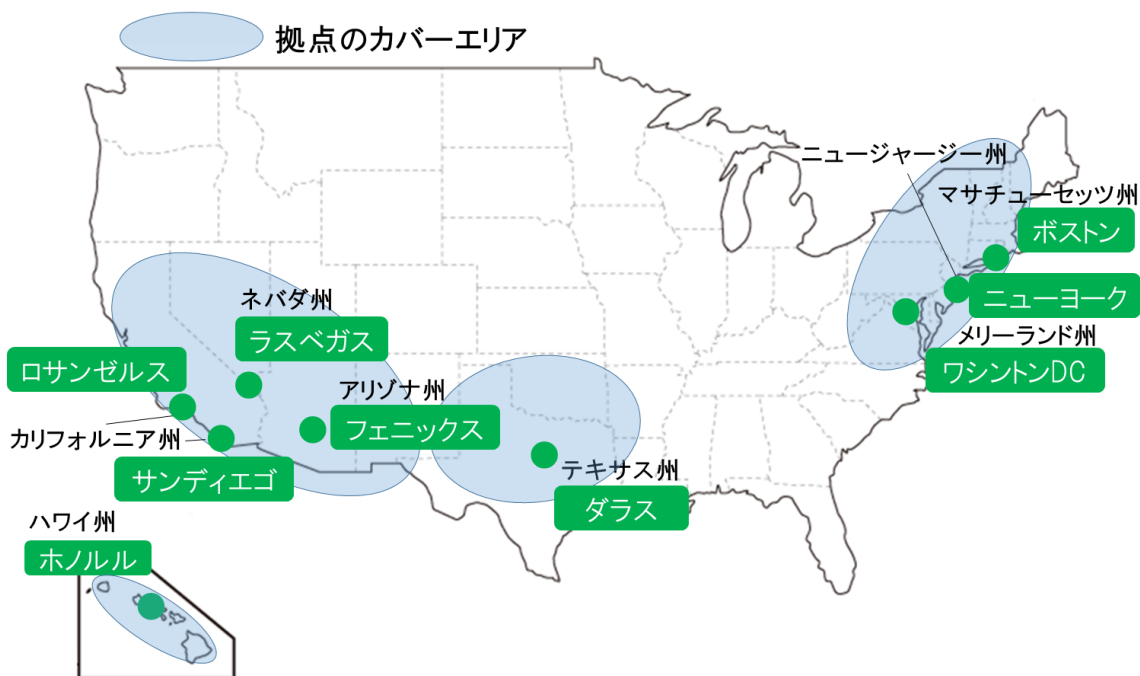 拠点のカバーエリア
ニュージャージー州
マサチューセッツ州
ボストン
ニューヨーク
メリーランド州
ワシントンDC
ネバダ州
ラスベガス
ロサンゼルス
アリゾナ州
フェニックス
カリフォルニア州
サンディエゴ
テキサス州
ダラス
ハワイ州
ホノルル